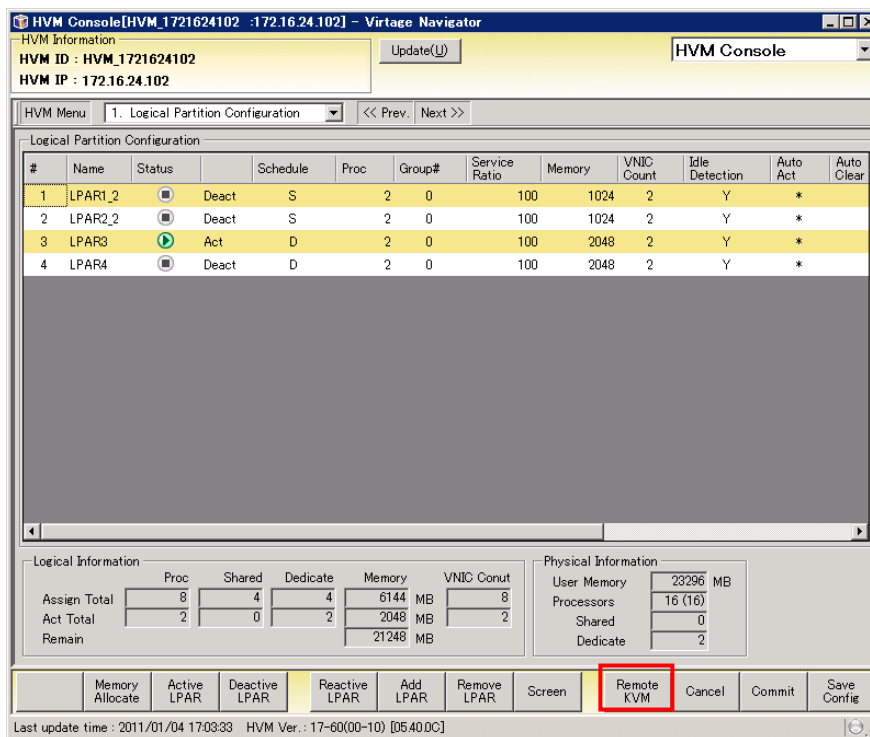 HVM Console[HVM_1721624102 :172.16.24.102] - Virtage Navigator
HVM Information
HVM ID : HVM_1721624102
HVM IP : 172.16.24.102
Update(U)
HVM Console
HVM Menu 1. Logical Partition Configuration << Prev. Next >>
Logical Partition Configuration
# Name Status Schedule Proc Group# Service Ratio Memory VNIC Count Idle Detection Auto Act Auto Clear
1 LPAR1_2 Deact S 2 0 100 1024 2 Y *
2 LPAR2_2 Deact S 2 0 100 1024 2 Y *
3 LPAR3 Act D 2 0 100 2048 2 Y *
4 LPAR4 Deact D 2 0 100 2048 2 Y *
Logical Information
Proc Shared Dedicate Memory VNIC Conut
Assign Total 8 4 4 6144 MB 8
Act Total 2 0 2 2048 MB 2
Remain 21248 MB
Physical Information
User Memory 23296 MB
Processors 16 (16)
Shared 0
Dedicate 2
Memory Allocate Active LPAR Deactive LPAR Reactive LPAR Add LPAR Remove LPAR Screen Remote KVM Cancel Commit Save Config
Last update time : 2011/01/04 17:03:33 HVM Ver. : 17-60(00-10) [05.40.0C]